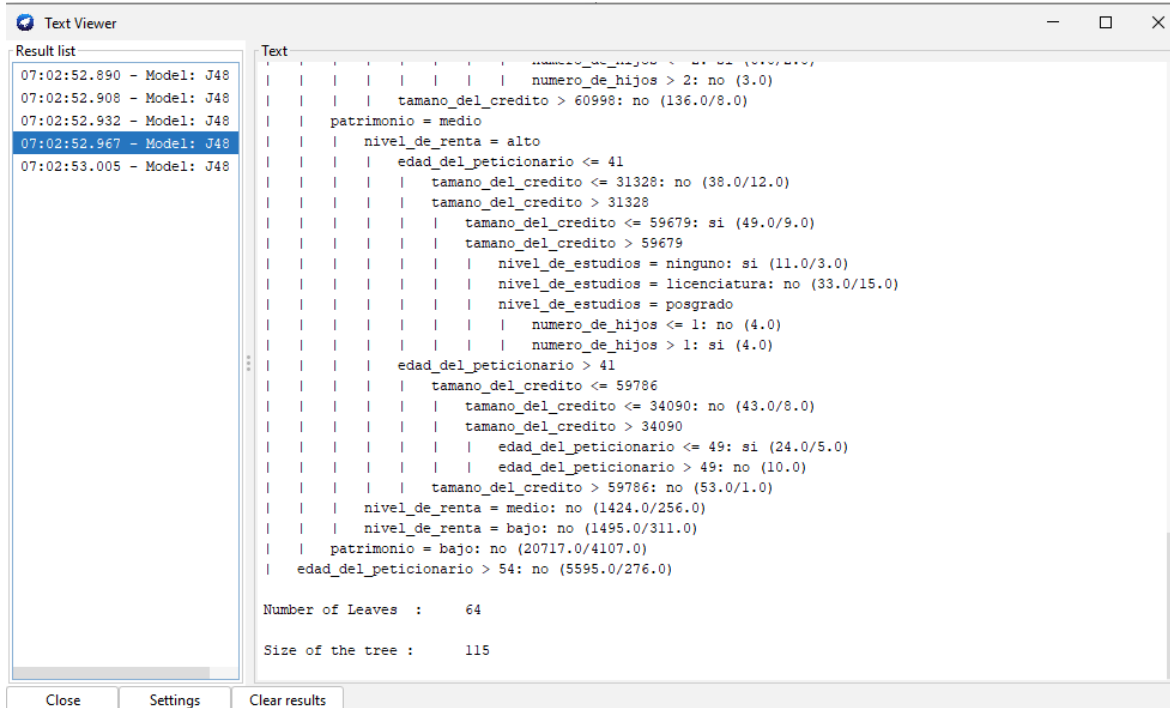 Text Viewer
Result list
07:02:52.890 - Model: J48
07:02:52.908 - Model: J48
07:02:52.932 - Model: J48
07:02:52.967 - Model: J48
07:02:53.005 - Model: J48
Text
| | | | | | | | numero_de_hijos > 2: no (3.0)
| | | | tamano_del_credito > 60998: no (136.0/8.0)
| | patrimonio = medio
| | | nivel_de_renta = alto
| | | | edad_del_peticionario <= 41
| | | | | tamano_del_credito <= 31328: no (38.0/12.0)
| | | | | tamano_del_credito > 31328
| | | | | | tamano_del_credito <= 59679: si (49.0/9.0)
| | | | | | tamano_del_credito > 59679
| | | | | | | nivel_de_estudios = ninguno: si (11.0/3.0)
| | | | | | | nivel_de_estudios = licenciatura: no (33.0/15.0)
| | | | | | | nivel_de_estudios = posgrado
| | | | | | | | numero_de_hijos <= 1: no (4.0)
| | | | | | | | numero_de_hijos > 1: si (4.0)
| | | | edad_del_peticionario > 41
| | | | | tamano_del_credito <= 59786
| | | | | | tamano_del_credito <= 34090: no (43.0/8.0)
| | | | | | tamano_del_credito > 34090
| | | | | | | edad_del_peticionario <= 49: si (24.0/5.0)
| | | | | | | edad_del_peticionario > 49: no (10.0)
| | | | | tamano_del_credito > 59786: no (53.0/1.0)
| | | nivel_de_renta = medio: no (1424.0/256.0)
| | | nivel_de_renta = bajo: no (1495.0/311.0)
| | patrimonio = bajo: no (20717.0/4107.0)
| edad_del_peticionario > 54: no (5595.0/276.0)
Number of Leaves : 64
Size of the tree : 115
Close Settings Clear results